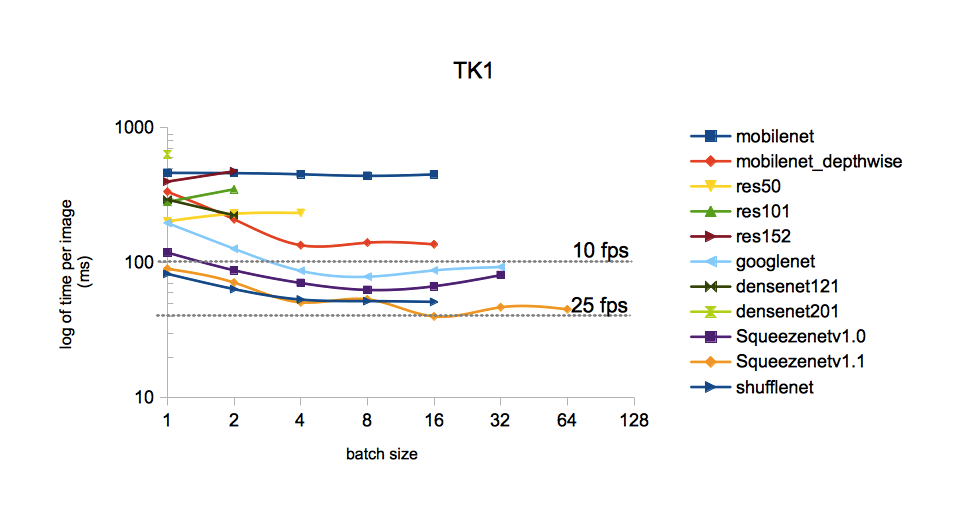 TK1
1000
100
10
log of time per image
(ms)
10 fps
25 fps
1 2 4 8 16 32 64 128
batch size
mobilenet
mobilenet_depthwise
res50
res101
res152
googlenet
densenet121
densenet201
Squeezenetv1.0
Squeezenetv1.1
shufflenet